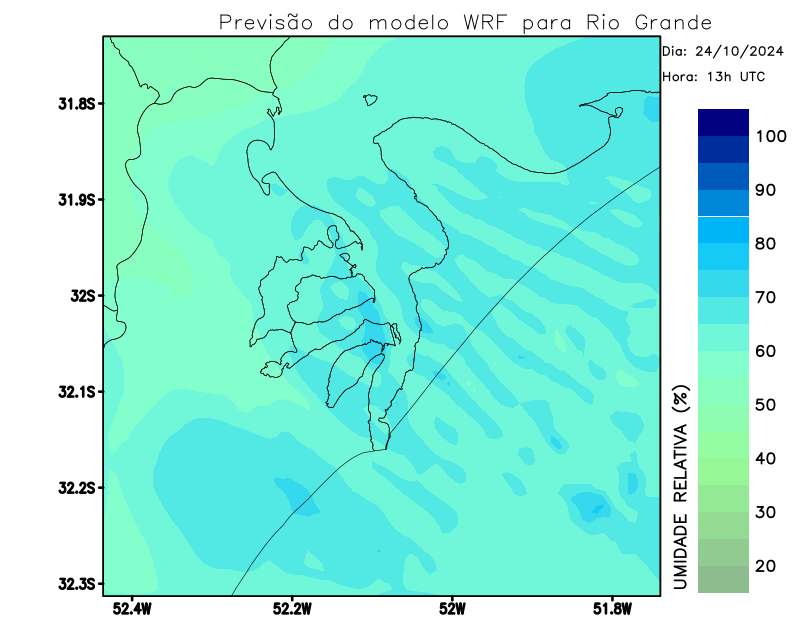 Previsão do modelo WRF para Rio Grande
Dia: 24/10/2024
Hora: 13h UTC
31.8S
31.9S
32S
32.1S
32.2S
32.3S
52.4W
52.2W
52W
51.8W
UMIDADE RELATIVA (%)
100
90
80
70
60
50
40
30
20